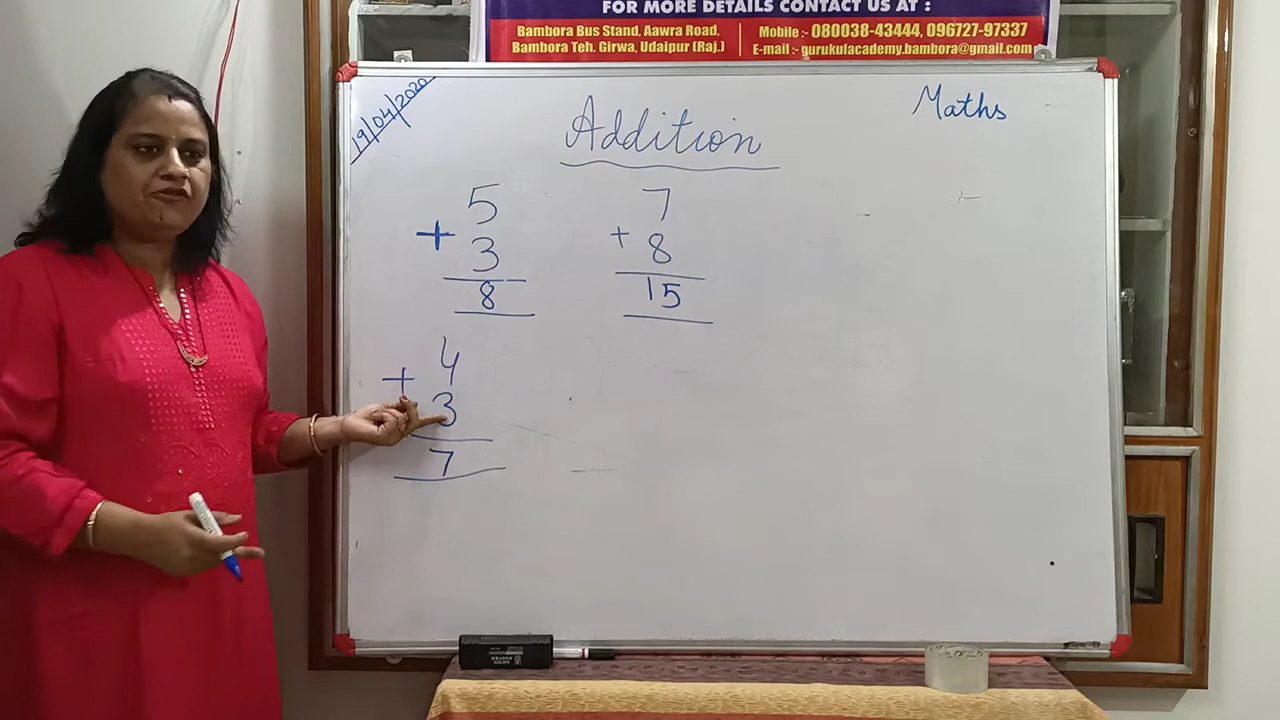 FOR MORE DETAILS CONTACT US AT :
Bambora Bus Stand, Aawra Road,
Bambora Teh. Girwa, Udaipur (Raj.)
Mobile :- 080038-43444, 096727-97337
E-mail :- gurukulacademy.bambora@gmail.com
19/04/2020
Addition
Maths
5
+ 3
8
7
+ 8
15
4
+ 3
7